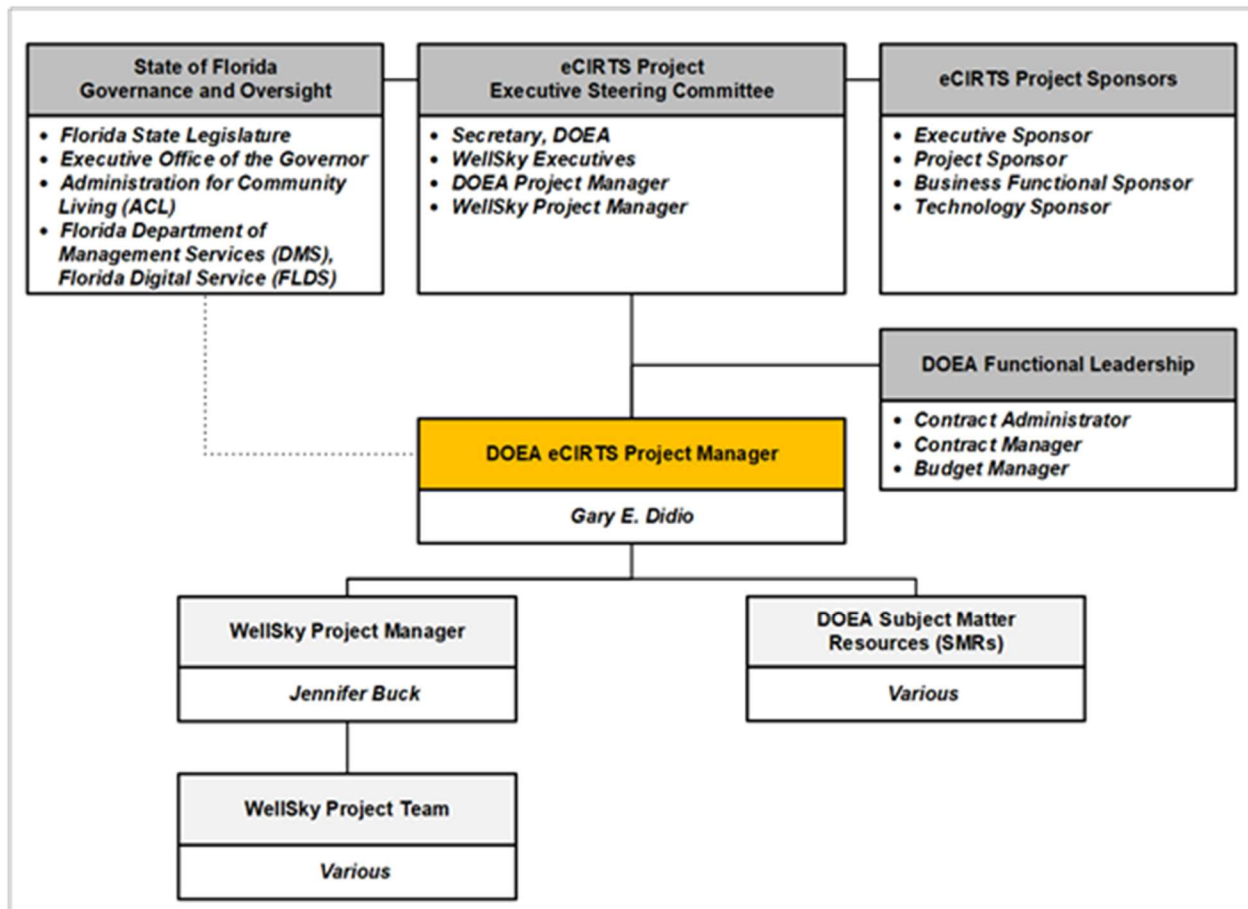 State of Florida
Governance and Oversight
• Florida State Legislature
• Executive Office of the Governor
• Administration for Community
Living (ACL)
• Florida Department of
Management Services (DMS),
Florida Digital Service (FLDS)
eCIRTS Project
Executive Steering Committee
• Secretary, DOEA
• WellSky Executives
• DOEA Project Manager
• WellSky Project Manager
eCIRTS Project Sponsors
• Executive Sponsor
• Project Sponsor
• Business Functional Sponsor
• Technology Sponsor
DOEA Functional Leadership
• Contract Administrator
• Contract Manager
• Budget Manager
DOEA eCIRTS Project Manager
Gary E. Didio
WellSky Project Manager
Jennifer Buck
DOEA Subject Matter
Resources (SMRs)
Various
WellSky Project Team
Various